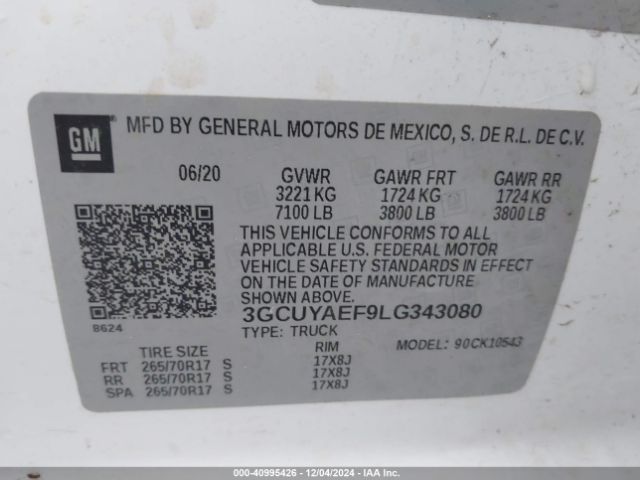 GM
MFD BY GENERAL MOTORS DE MEXICO, S. DE R.L. DE C.V.
06/20 GVWR GAWR FRT GAWR RR
3221 KG 1724 KG 1724 KG
7100 LB 3800 LB 3800 LB
THIS VEHICLE CONFORMS TO ALL
APPLICABLE U.S. FEDERAL MOTOR
VEHICLE SAFETY STANDARDS IN EFFECT
ON THE DATE OF MANUFACTURE
SHOWN ABOVE.
3GCUYAEF9LG343080
8624
TYPE: TRUCK
MODEL: 90CK10543
TIRE SIZE RIM
FRT 265/70R17 S 17X8J
RR 265/70R17 S 17X8J
SPA 265/70R17 S 17X8J
000-40995426 - 12/04/2024 - IAA Inc.